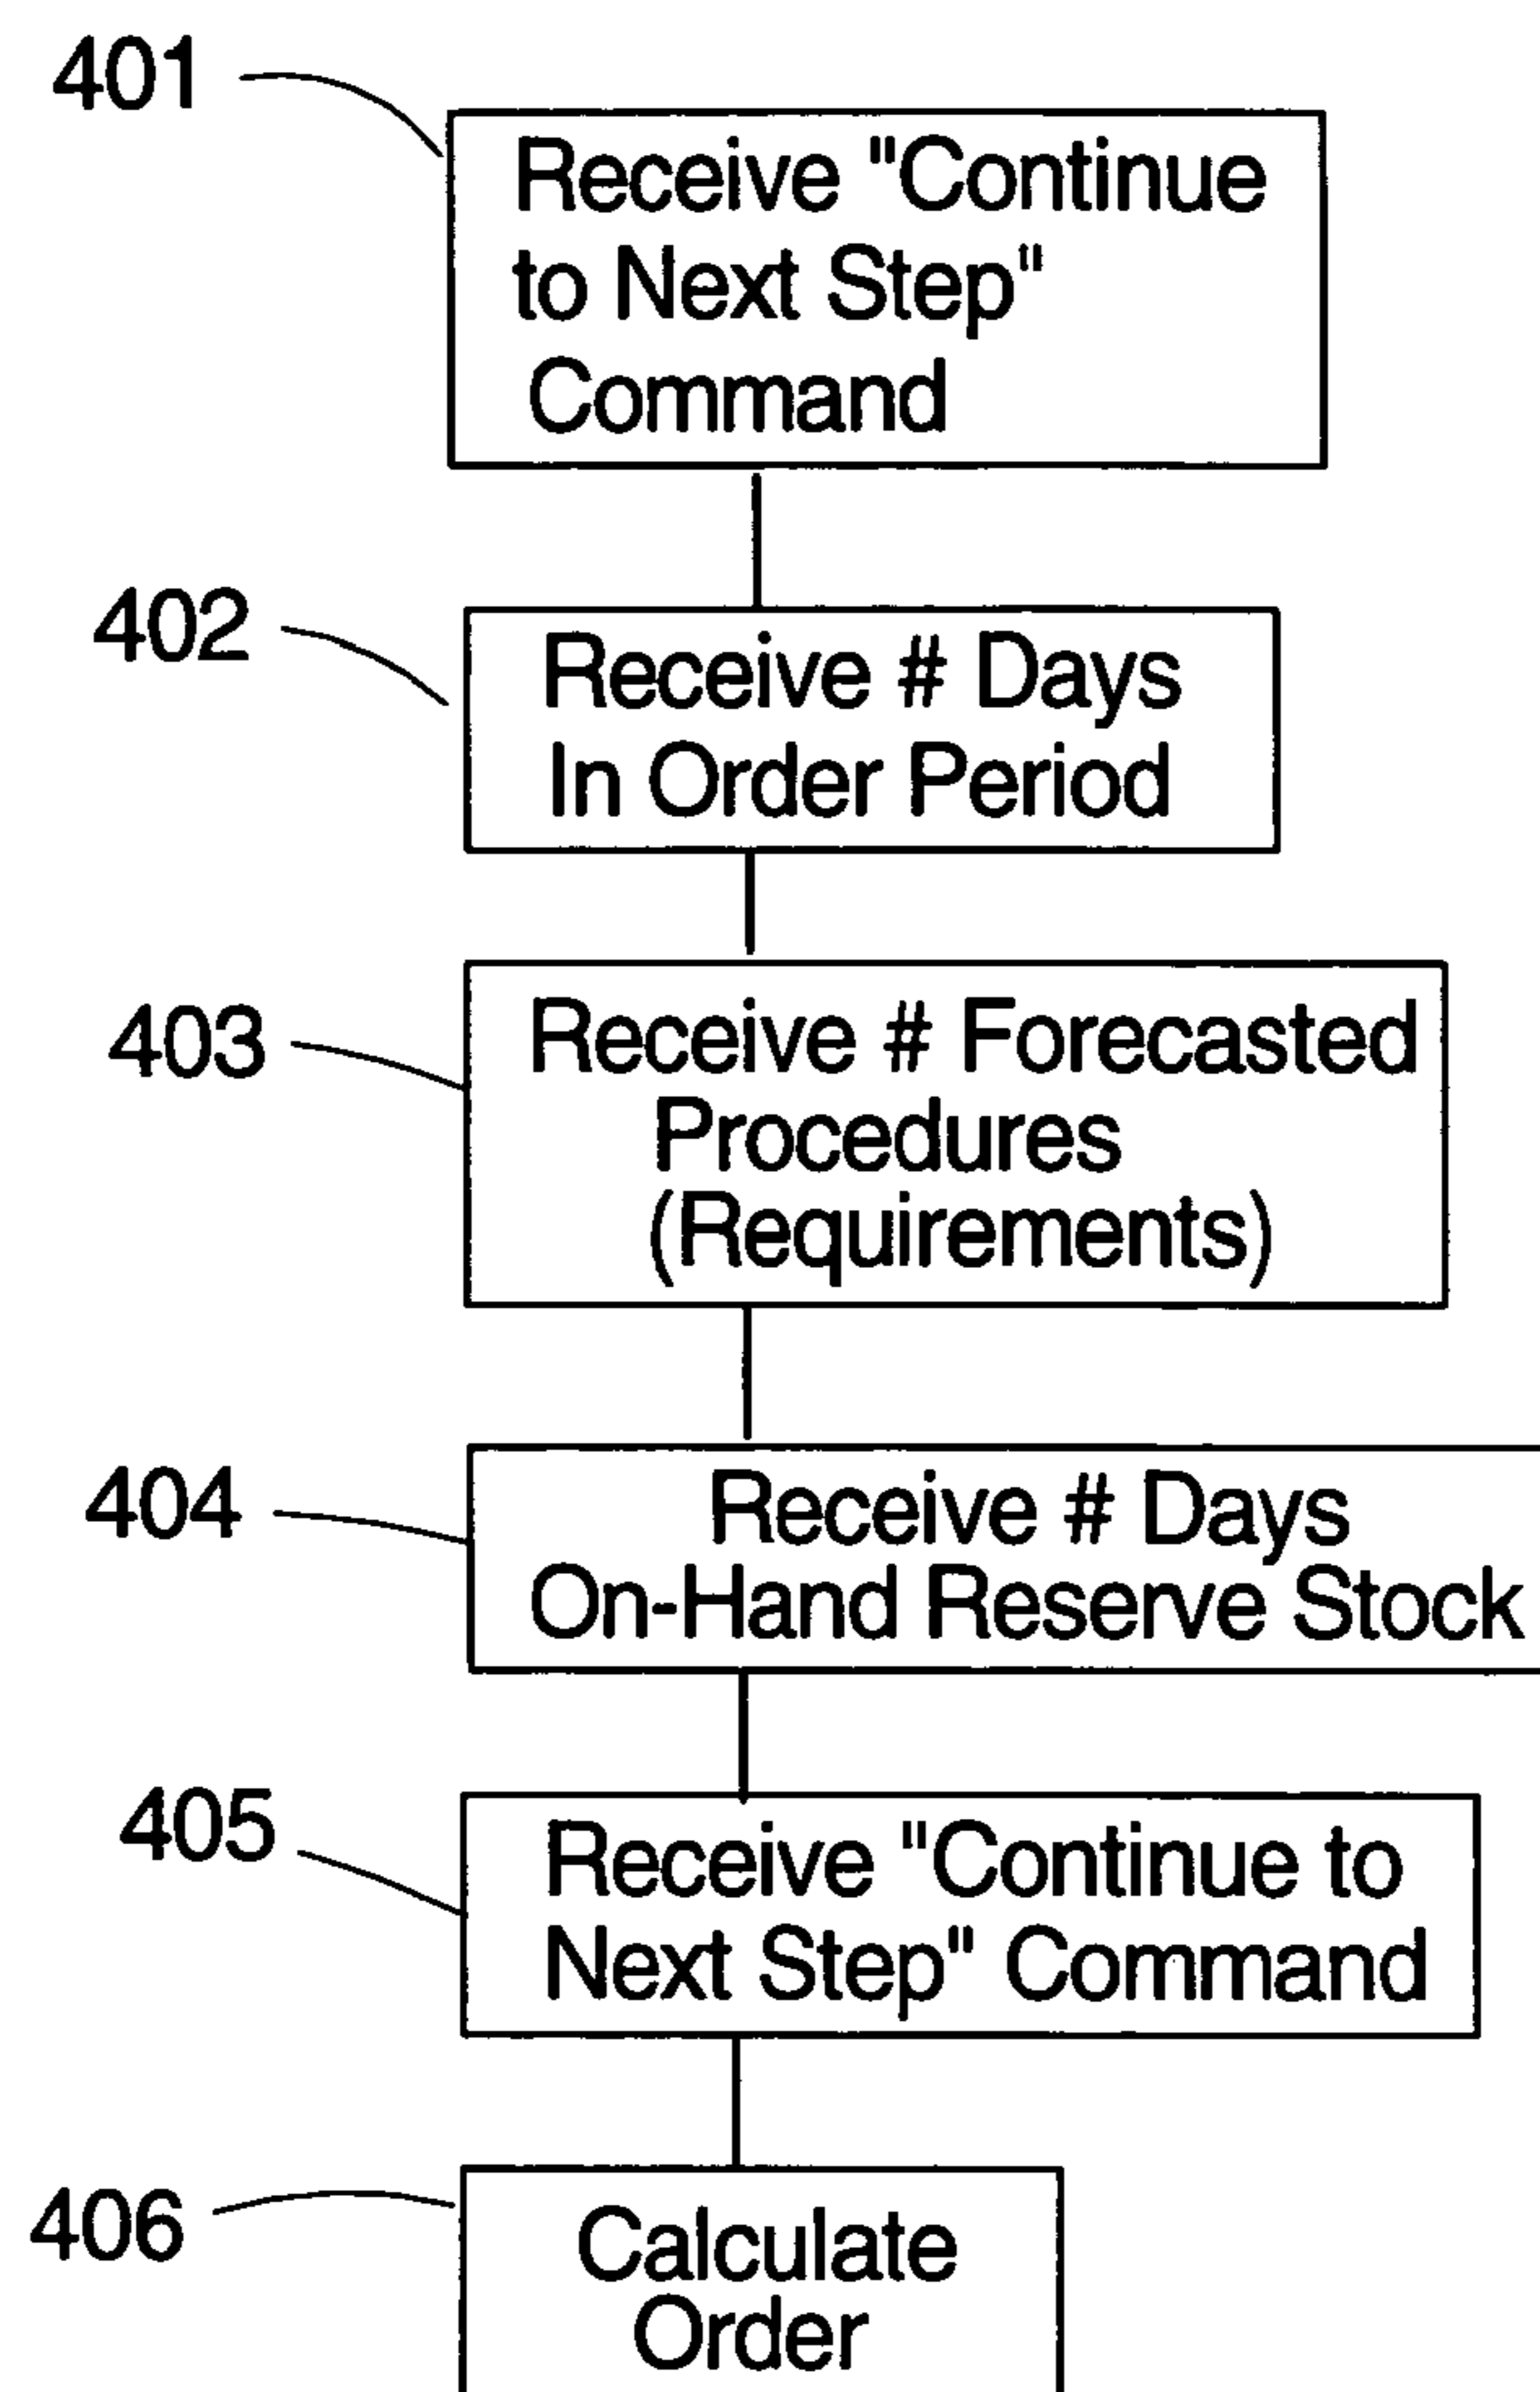 401
Receive "Continue
to Next Step"
Command
402
Receive # Days
In Order Period
403
Receive # Forecasted
Procedures
(Requirements)
404
Receive # Days
On-Hand Reserve Stock
405
Receive "Continue to
Next Step" Command
406
Calculate
Order